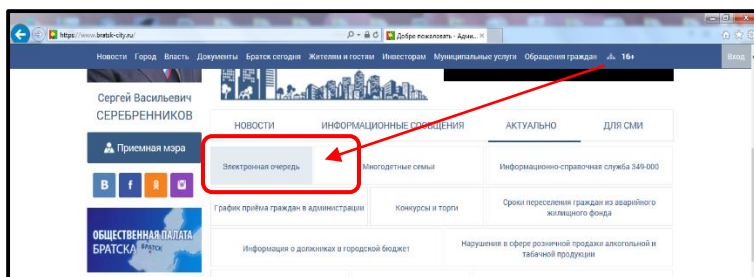 https://www.bratsk-city.ru/
Добро пожаловать - Адми...
Новости Город Власть Документы Братск сегодня Жителям и гостям Инвесторам Муниципальные услуги Обращения граждан 16+ Вход
Сергей Васильевич
СЕРЕБРЕННИКОВ
Приемная мэра
В f Я
ОБЩЕСТВЕННАЯ ПАЛАТА
БРАТСКА БРАТСК
НОВОСТИ ИНФОРМАЦИОННЫЕ СООБЩЕНИЯ АКТУАЛЬНО ДЛЯ СМИ
Электронная очередь Многодетные семьи Информационно-справочная служба 349-000
График приёма граждан в администрации Конкурсы и торги Сроки переселения граждан из аварийного
жилищного фонда
Информация о должниках в городской бюджет Нарушения в сфере розничной продажи алкогольной и
табачной продукции